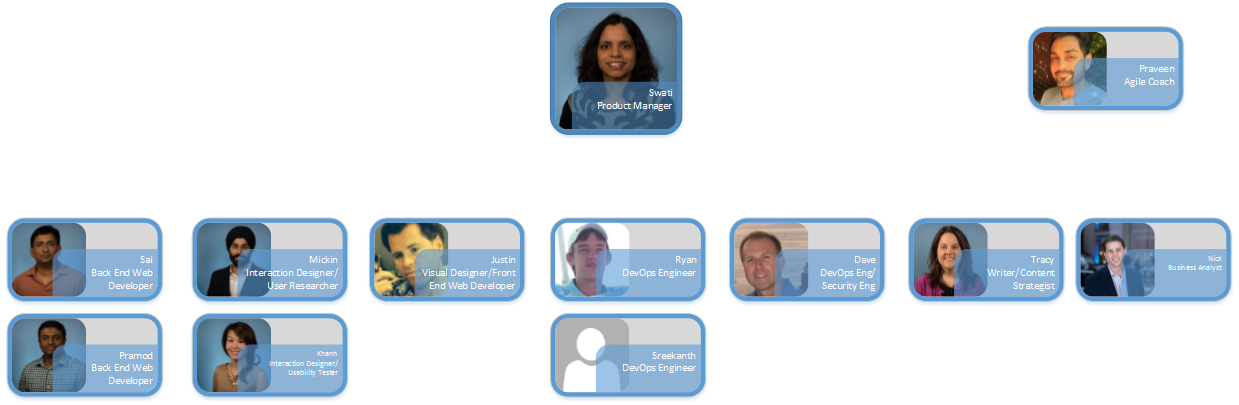 Swati
Product Manager
Praveen
Agile Coach
Sai
Back End Web
Developer
Mickin
Interaction Designer/
User Researcher
Justin
Visual Designer/Front
End Web Developer
Ryan
DevOps Engineer
Dave
DevOps Eng/
Security Eng
Tracy
Writer/Content
Strategist
Nick
Business Analyst
Pramod
Back End Web
Developer
Khanh
Interaction Designer/
Usability Tester
Sreekanth
DevOps Engineer